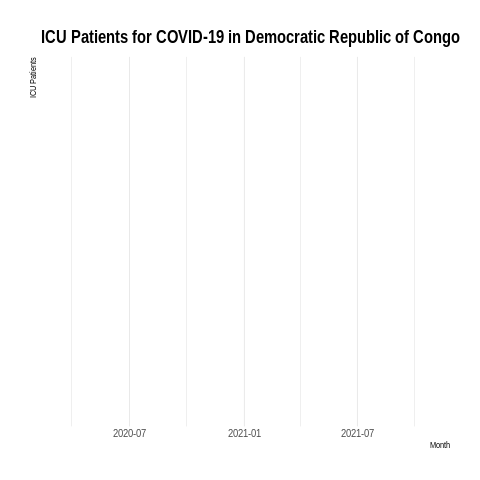 ICU Patients for COVID-19 in Democratic Republic of Congo
ICU Patients
2020-07 2021-01 2021-07
Month